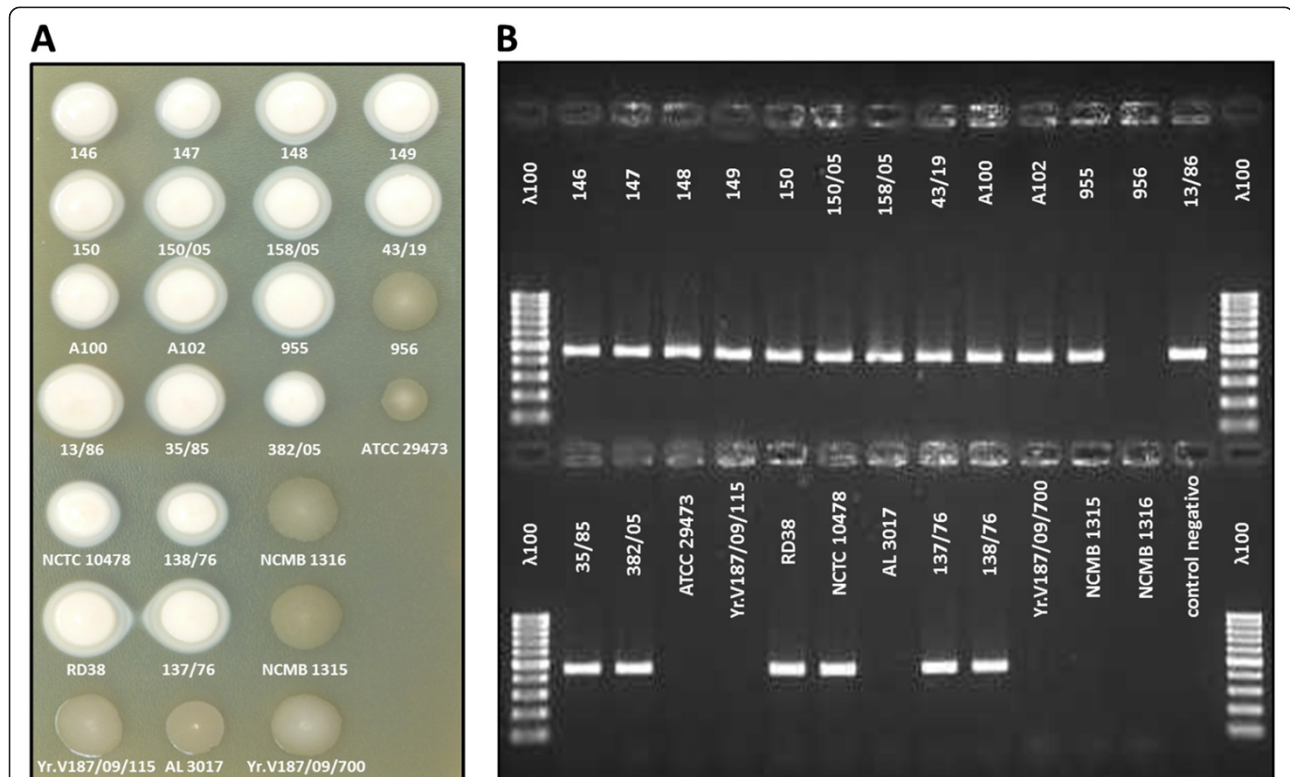 A
146 147 148 149
150 150/05 158/05 43/19
A100 A102 955 956
13/86 35/85 382/05 ATCC 29473
NCTC 10478 138/76 NCMB 1316
RD38 137/76 NCMB 1315
Yr.V187/09/115 AL 3017 Yr.V187/09/700
B
λ100 146 147 148 149 150 150/05 158/05 43/19 A100 A102 955 956 13/86 λ100
λ100 35/85 382/05 ATCC 29473 Yr.V187/09/115 RD38 NCTC 10478 AL 3017 137/76 138/76 Yr.V187/09/700 NCMB 1315 NCMB 1316 control negativo λ100